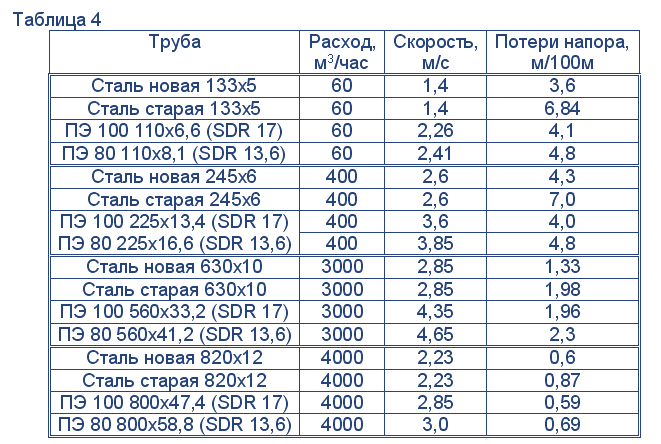 Таблица 4
Труба Расход, м³/час Скорость, м/с Потери напора, м/100м
Сталь новая 133х5 60 1,4 3,6
Сталь старая 133х5 60 1,4 6,84
ПЭ 100 110х6,6 (SDR 17) 60 2,26 4,1
ПЭ 80 110х8,1 (SDR 13,6) 60 2,41 4,8
Сталь новая 245х6 400 2,6 4,3
Сталь старая 245х6 400 2,6 7,0
ПЭ 100 225х13,4 (SDR 17) 400 3,6 4,0
ПЭ 80 225х16,6 (SDR 13,6) 400 3,85 4,8
Сталь новая 630х10 3000 2,85 1,33
Сталь старая 630х10 3000 2,85 1,98
ПЭ 100 560х33,2 (SDR 17) 3000 4,35 1,96
ПЭ 80 560х41,2 (SDR 13,6) 3000 4,65 2,3
Сталь новая 820х12 4000 2,23 0,6
Сталь старая 820х12 4000 2,23 0,87
ПЭ 100 800х47,4 (SDR 17) 4000 2,85 0,59
ПЭ 80 800х58,8 (SDR 13,6) 4000 3,0 0,69